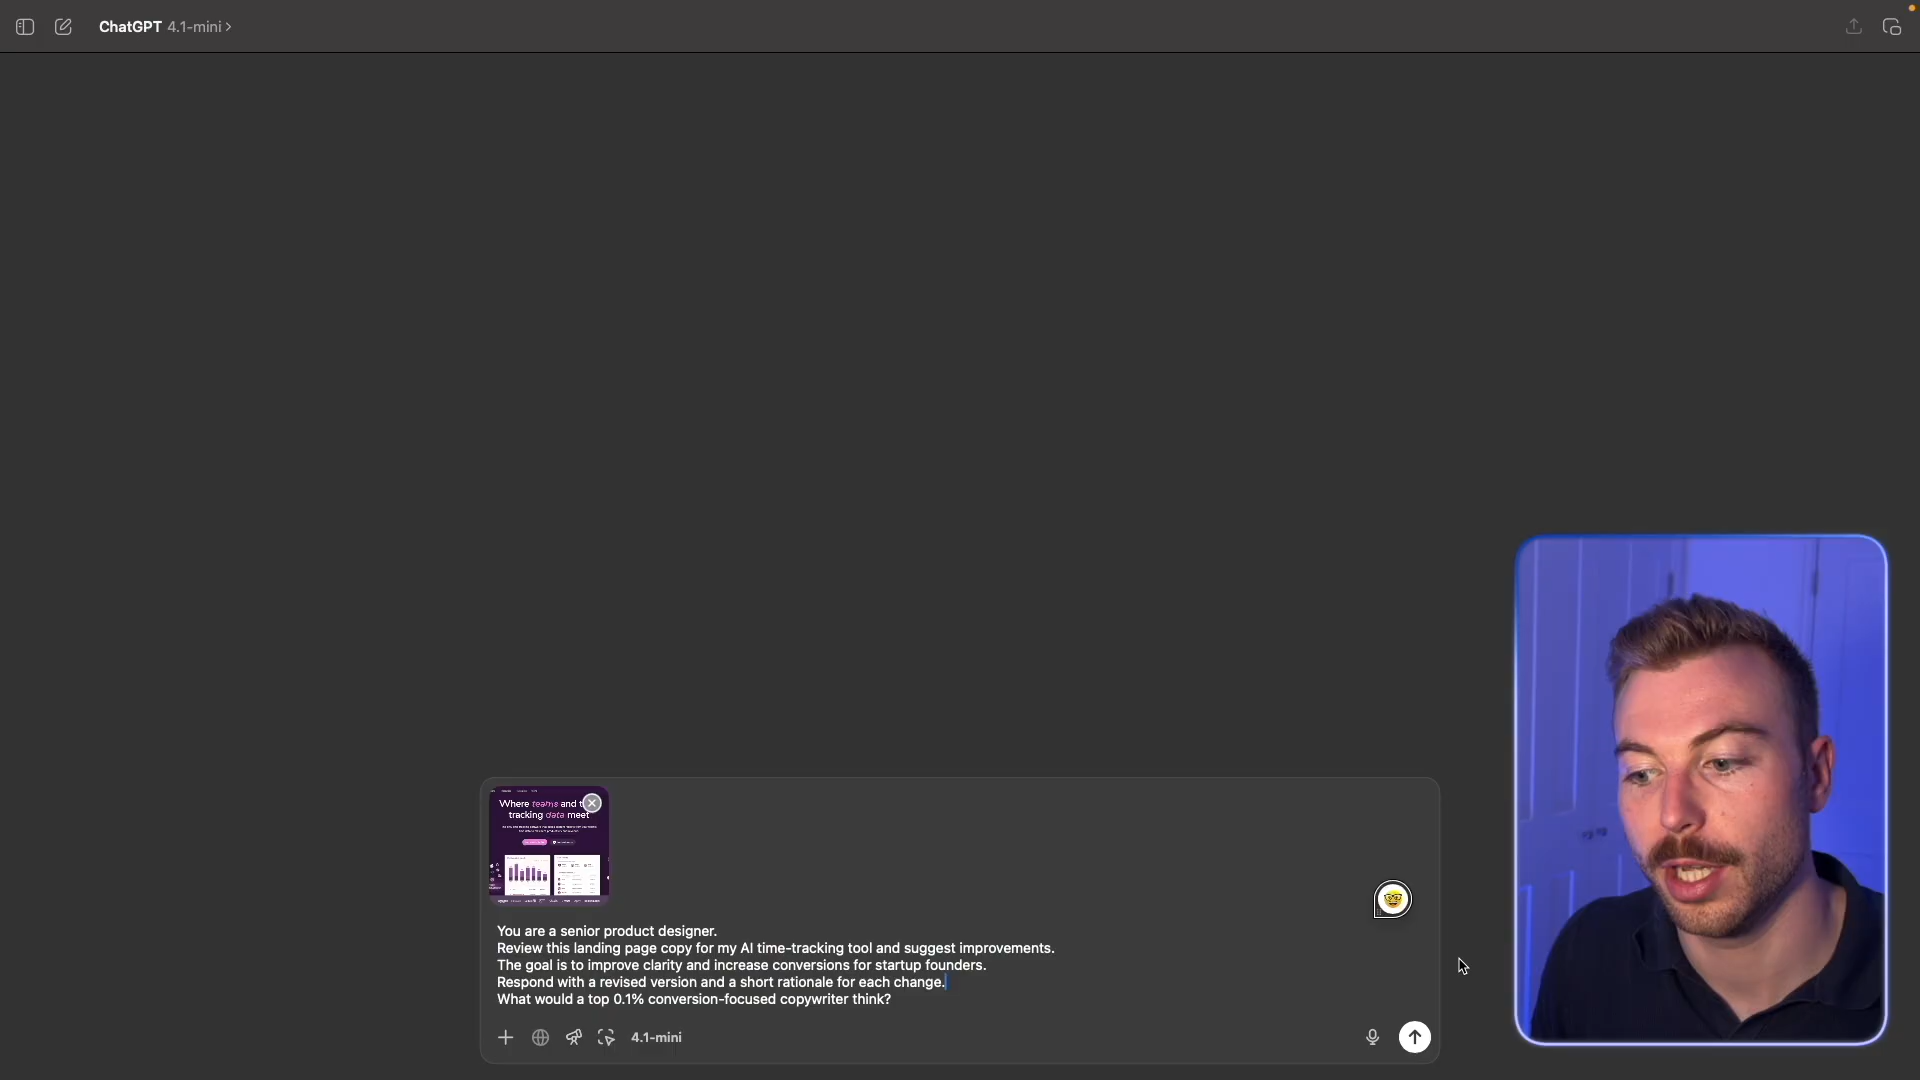 ChatGPT 4.1-mini >
Where teams and t
tracking data meet
You are a senior product designer.
Review this landing page copy for my AI time-tracking tool and suggest improvements.
The goal is to improve clarity and increase conversions for startup founders.
Respond with a revised version and a short rationale for each change.
What would a top 0.1% conversion-focused copywriter think?
4.1-mini